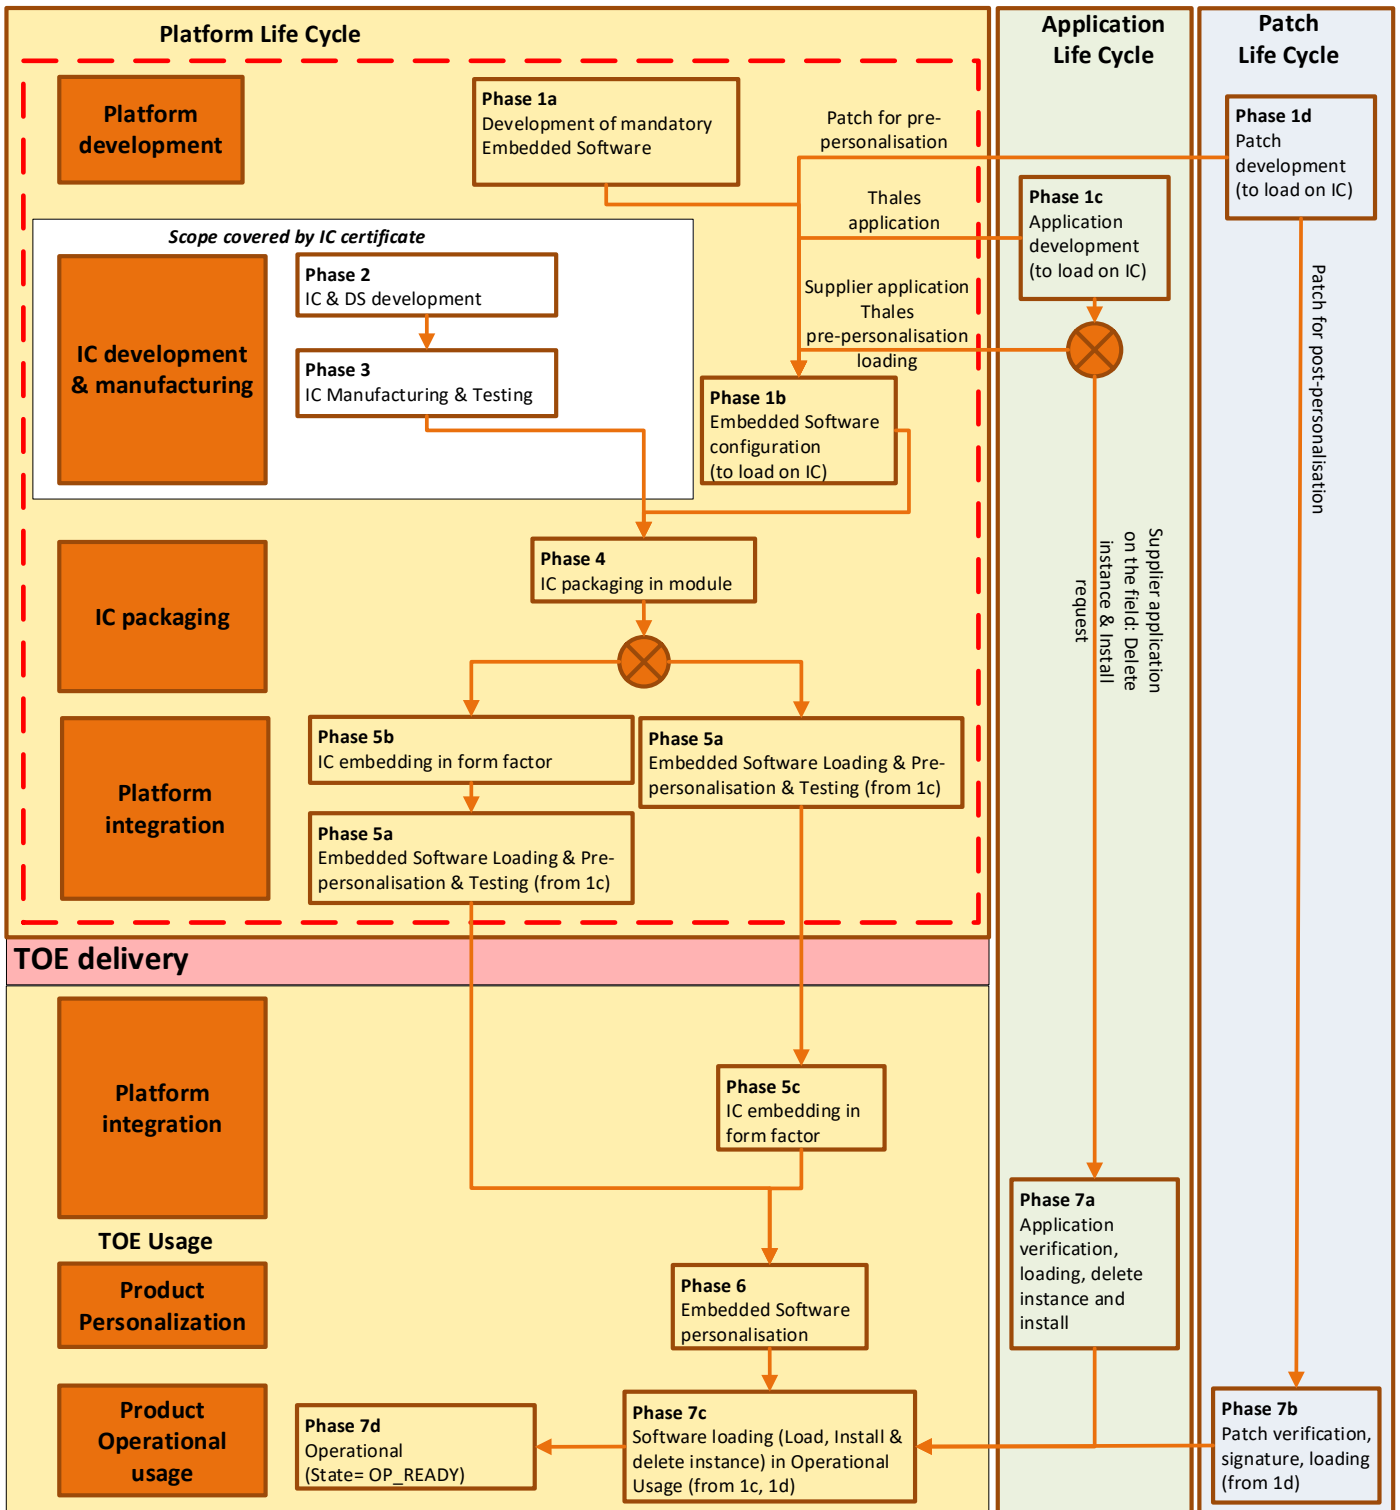 Platform Life Cycle
Application
Life Cycle
Patch
Life Cycle
Platform
development
Phase 1a
Development of mandatory
Embedded Software
Patch for pre-
personalisation
Phase 1d
Patch
development
(to load on IC)
Thales
application
Phase 1c
Application
development
(to load on IC)
Scope covered by IC certificate
IC development
& manufacturing
Phase 2
IC & DS development
Phase 3
IC Manufacturing & Testing
Supplier application
Thales
pre-personalisation
loading
Phase 1b
Embedded Software
configuration
(to load on IC)
Patch for post-personalisation
Supplier application
on the field: Delete
instance & Install
request
IC packaging
Phase 4
IC packaging in module
Platform
integration
Phase 5b
IC embedding in form factor
Phase 5a
Embedded Software Loading & Pre-
personalisation & Testing (from 1c)
Phase 5a
Embedded Software Loading & Pre-
personalisation & Testing (from 1c)
TOE delivery
Platform
integration
Phase 5c
IC embedding in
form factor
TOE Usage
Product
Personalization
Phase 6
Embedded Software
personalisation
Phase 7a
Application
verification,
loading, delete
instance and
install
Product
Operational
usage
Phase 7d
Operational
(State= OP_READY)
Phase 7c
Software loading (Load, Install &
delete instance) in Operational
Usage (from 1c, 1d)
Phase 7b
Patch verification,
signature, loading
(from 1d)